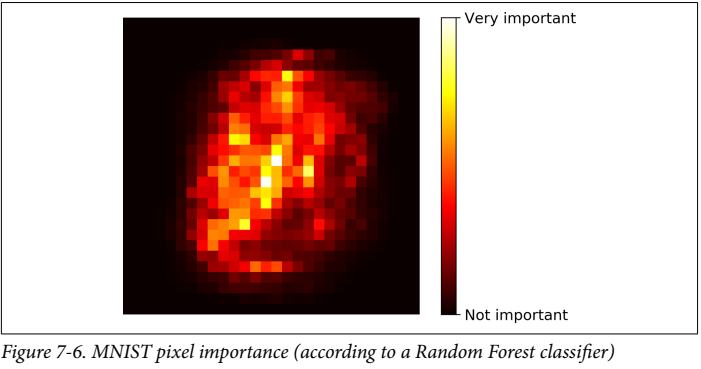 Very important
Not important
Figure 7-6. MNIST pixel importance (according to a Random Forest classifier)